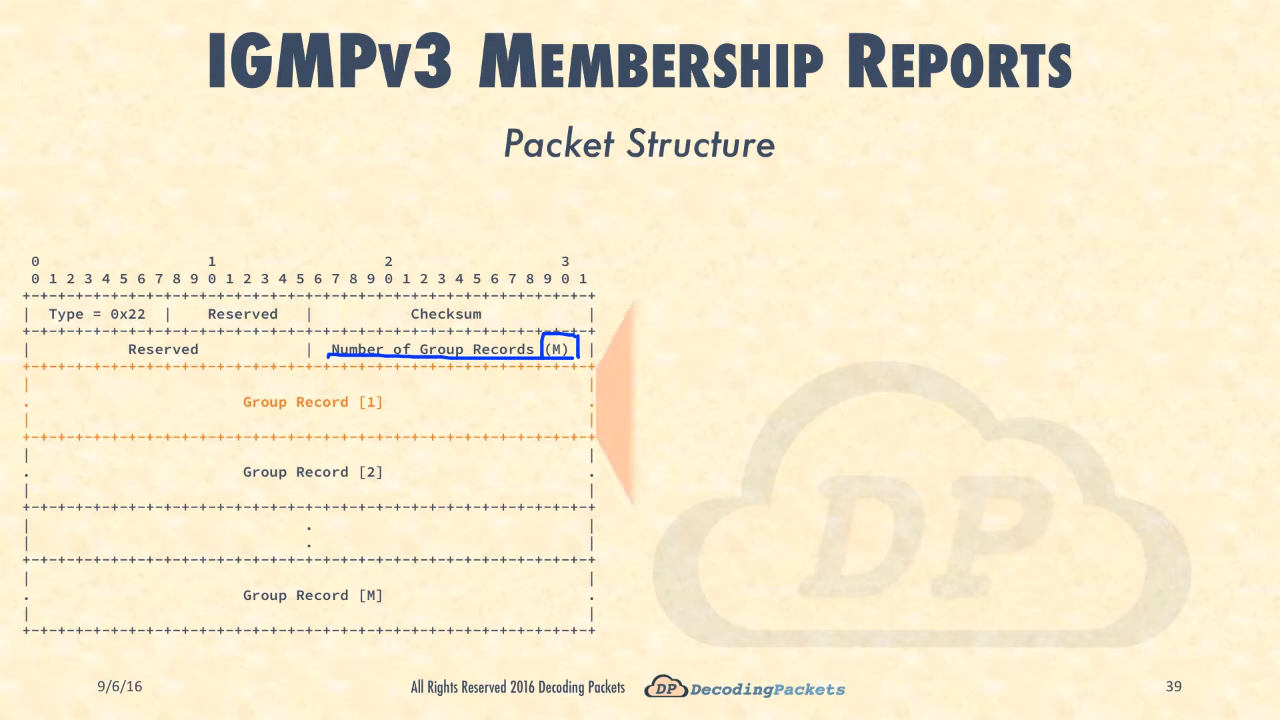 IGMPv3 Membership Reports
Packet Structure
0 1 2 3
0 1 2 3 4 5 6 7 8 9 0 1 2 3 4 5 6 7 8 9 0 1 2 3 4 5 6 7 8 9 0 1
+-+-+-+-+-+-+-+-+-+-+-+-+-+-+-+-+-+-+-+-+-+-+-+-+-+-+-+-+-+-+-+-+
| Type = 0x22 | Reserved | Checksum |
+-+-+-+-+-+-+-+-+-+-+-+-+-+-+-+-+-+-+-+-+-+-+-+-+-+-+-+-+-+-+-+-+
| Reserved | Number of Group Records (M) |
+-+-+-+-+-+-+-+-+-+-+-+-+-+-+-+-+-+-+-+-+-+-+-+-+-+-+-+-+-+-+-+-+
| |
. Group Record [1] .
| |
+-+-+-+-+-+-+-+-+-+-+-+-+-+-+-+-+-+-+-+-+-+-+-+-+-+-+-+-+-+-+-+-+
| |
. Group Record [2] .
| |
+-+-+-+-+-+-+-+-+-+-+-+-+-+-+-+-+-+-+-+-+-+-+-+-+-+-+-+-+-+-+-+-+
| . |
| . |
+-+-+-+-+-+-+-+-+-+-+-+-+-+-+-+-+-+-+-+-+-+-+-+-+-+-+-+-+-+-+-+-+
| |
. Group Record [M] .
| |
+-+-+-+-+-+-+-+-+-+-+-+-+-+-+-+-+-+-+-+-+-+-+-+-+-+-+-+-+-+-+-+-+
DP
9/6/16 All Rights Reserved 2016 Decoding Packets DP DecodingPackets 39